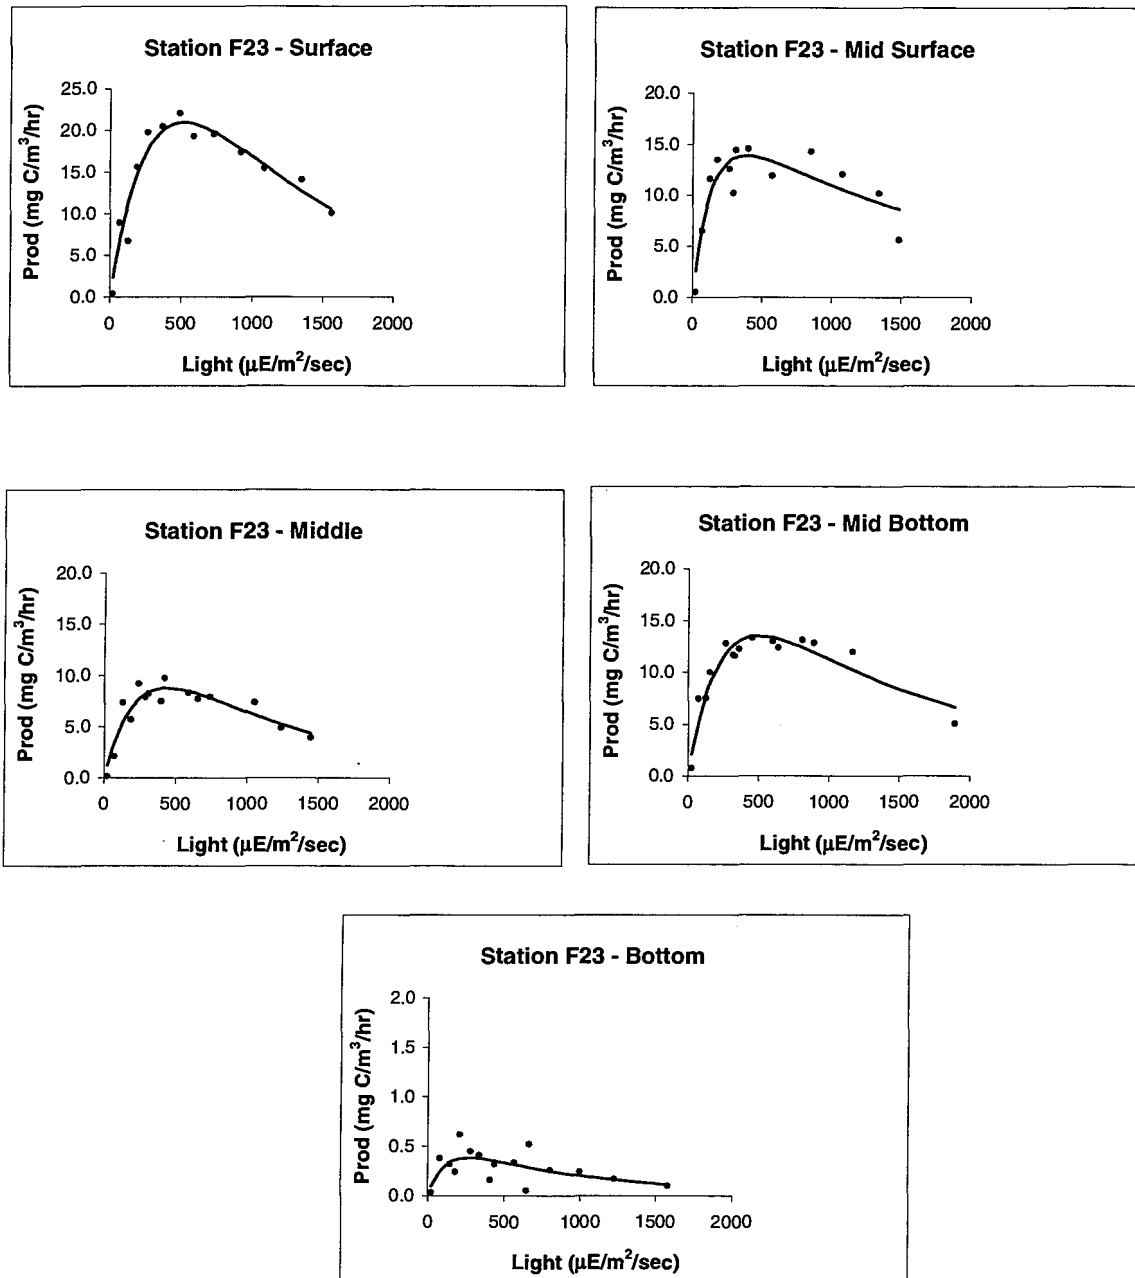 Station F23 - Surface
Prod (mg C/m³/hr)
25.0
20.0
15.0
10.0
5.0
0.0
0 500 1000 1500 2000
Light (µE/m²/sec)
Station F23 - Mid Surface
Prod (mg C/m³/hr)
20.0
15.0
10.0
5.0
0.0
0 500 1000 1500 2000
Light (µE/m²/sec)
Station F23 - Middle
Prod (mg C/m³/hr)
20.0
15.0
10.0
5.0
0.0
0 500 1000 1500 2000
Light (µE/m²/sec)
Station F23 - Mid Bottom
Prod (mg C/m³/hr)
20.0
15.0
10.0
5.0
0.0
0 500 1000 1500 2000
Light (µE/m²/sec)
Station F23 - Bottom
Prod (mg C/m³/hr)
2.0
1.5
1.0
0.5
0.0
0 500 1000 1500 2000
Light (µE/m²/sec)